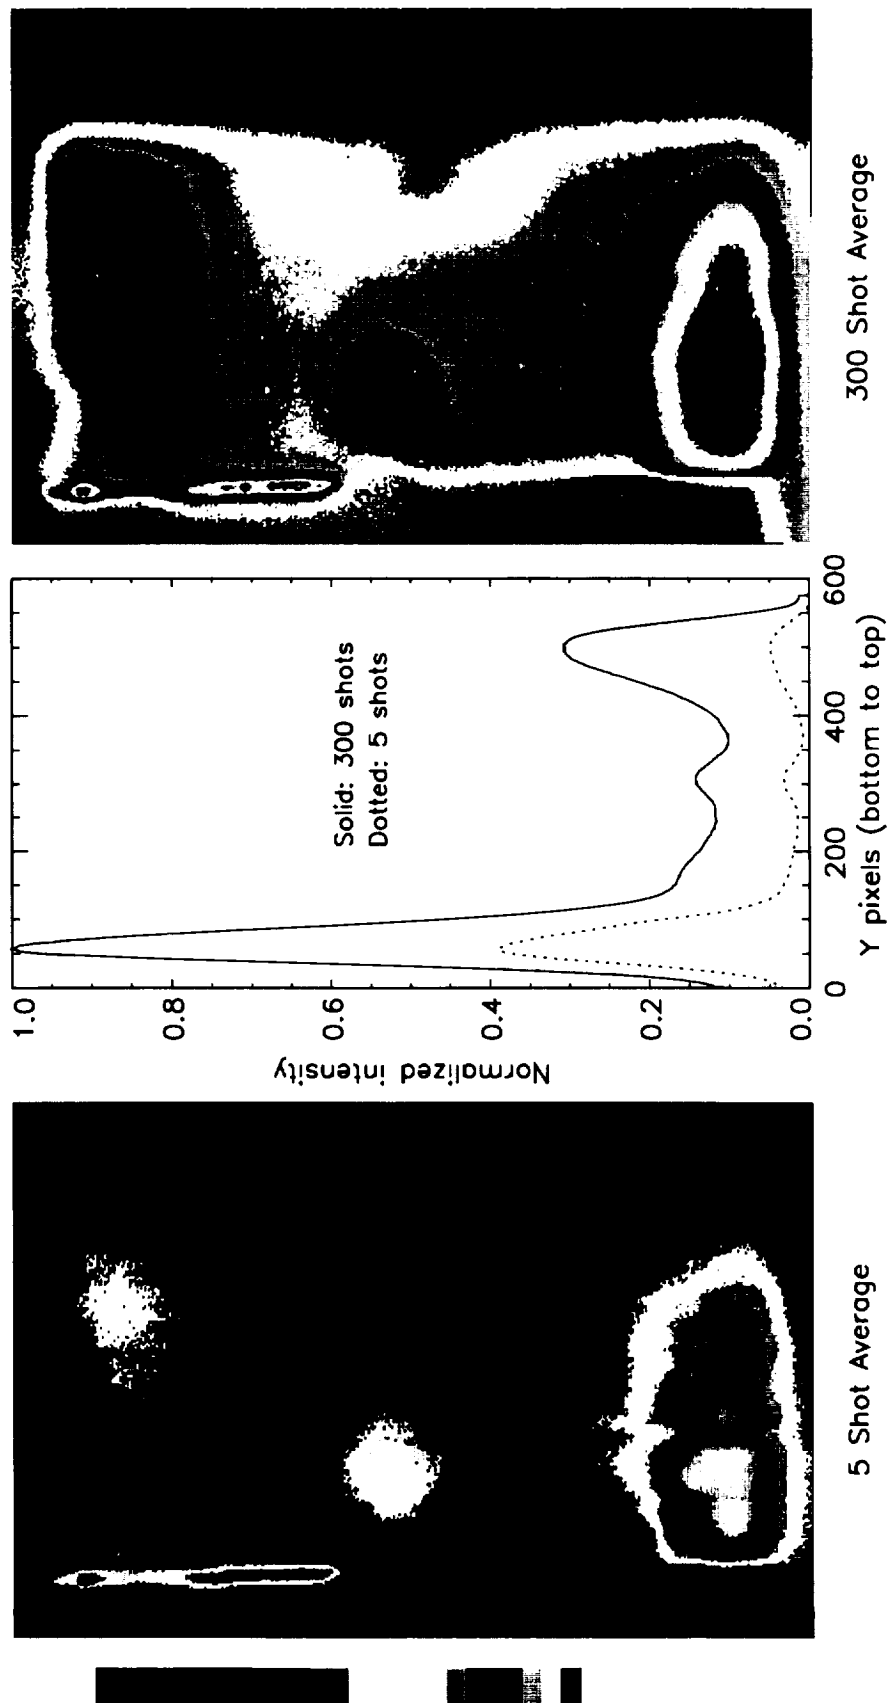 5 Shot Average
Normalized intensity
1.0
0.8
0.6
0.4
0.2
0.0
Solid: 300 shots
Dotted: 5 shots
0
200
400
600
Y pixels (bottom to top)
300 Shot Average